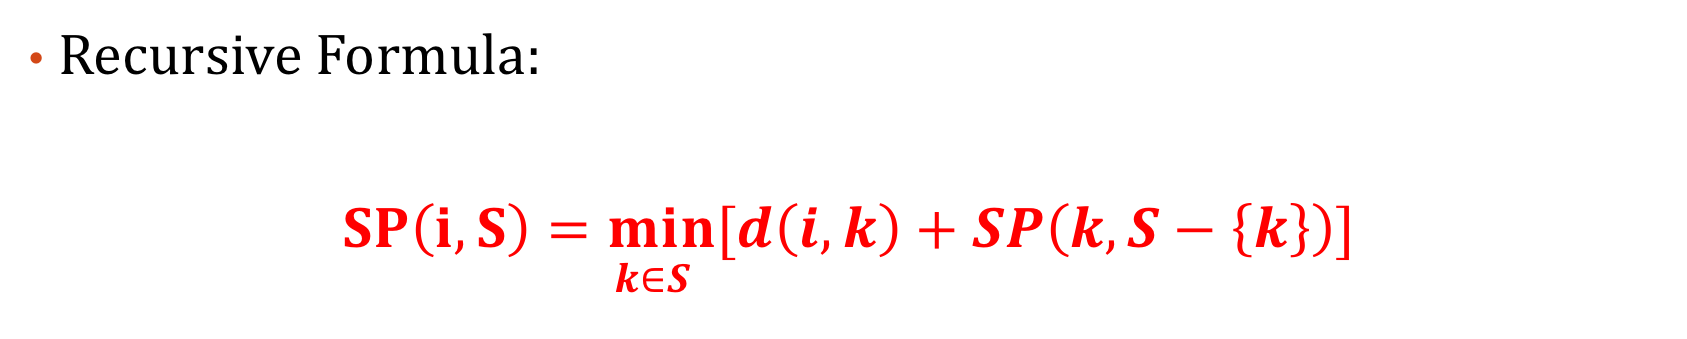 • Recursive Formula:
SP(i, S) = min[d(i, k) + SP(k, S − {k})]
k∈S